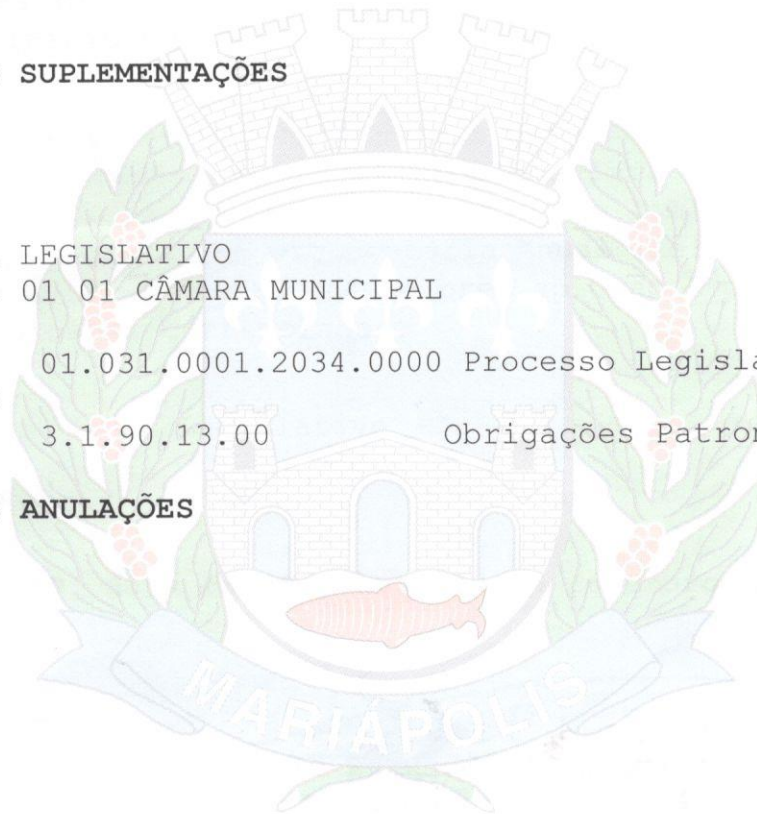 SUPLEMENTAÇÕES
LEGISLATIVO
01 01 CÂMARA MUNICIPAL
01.031.0001.2034.0000 Processo Legisla
3.1.90.13.00 Obrigações Patron
ANULAÇÕES
MARIÁPOLIS